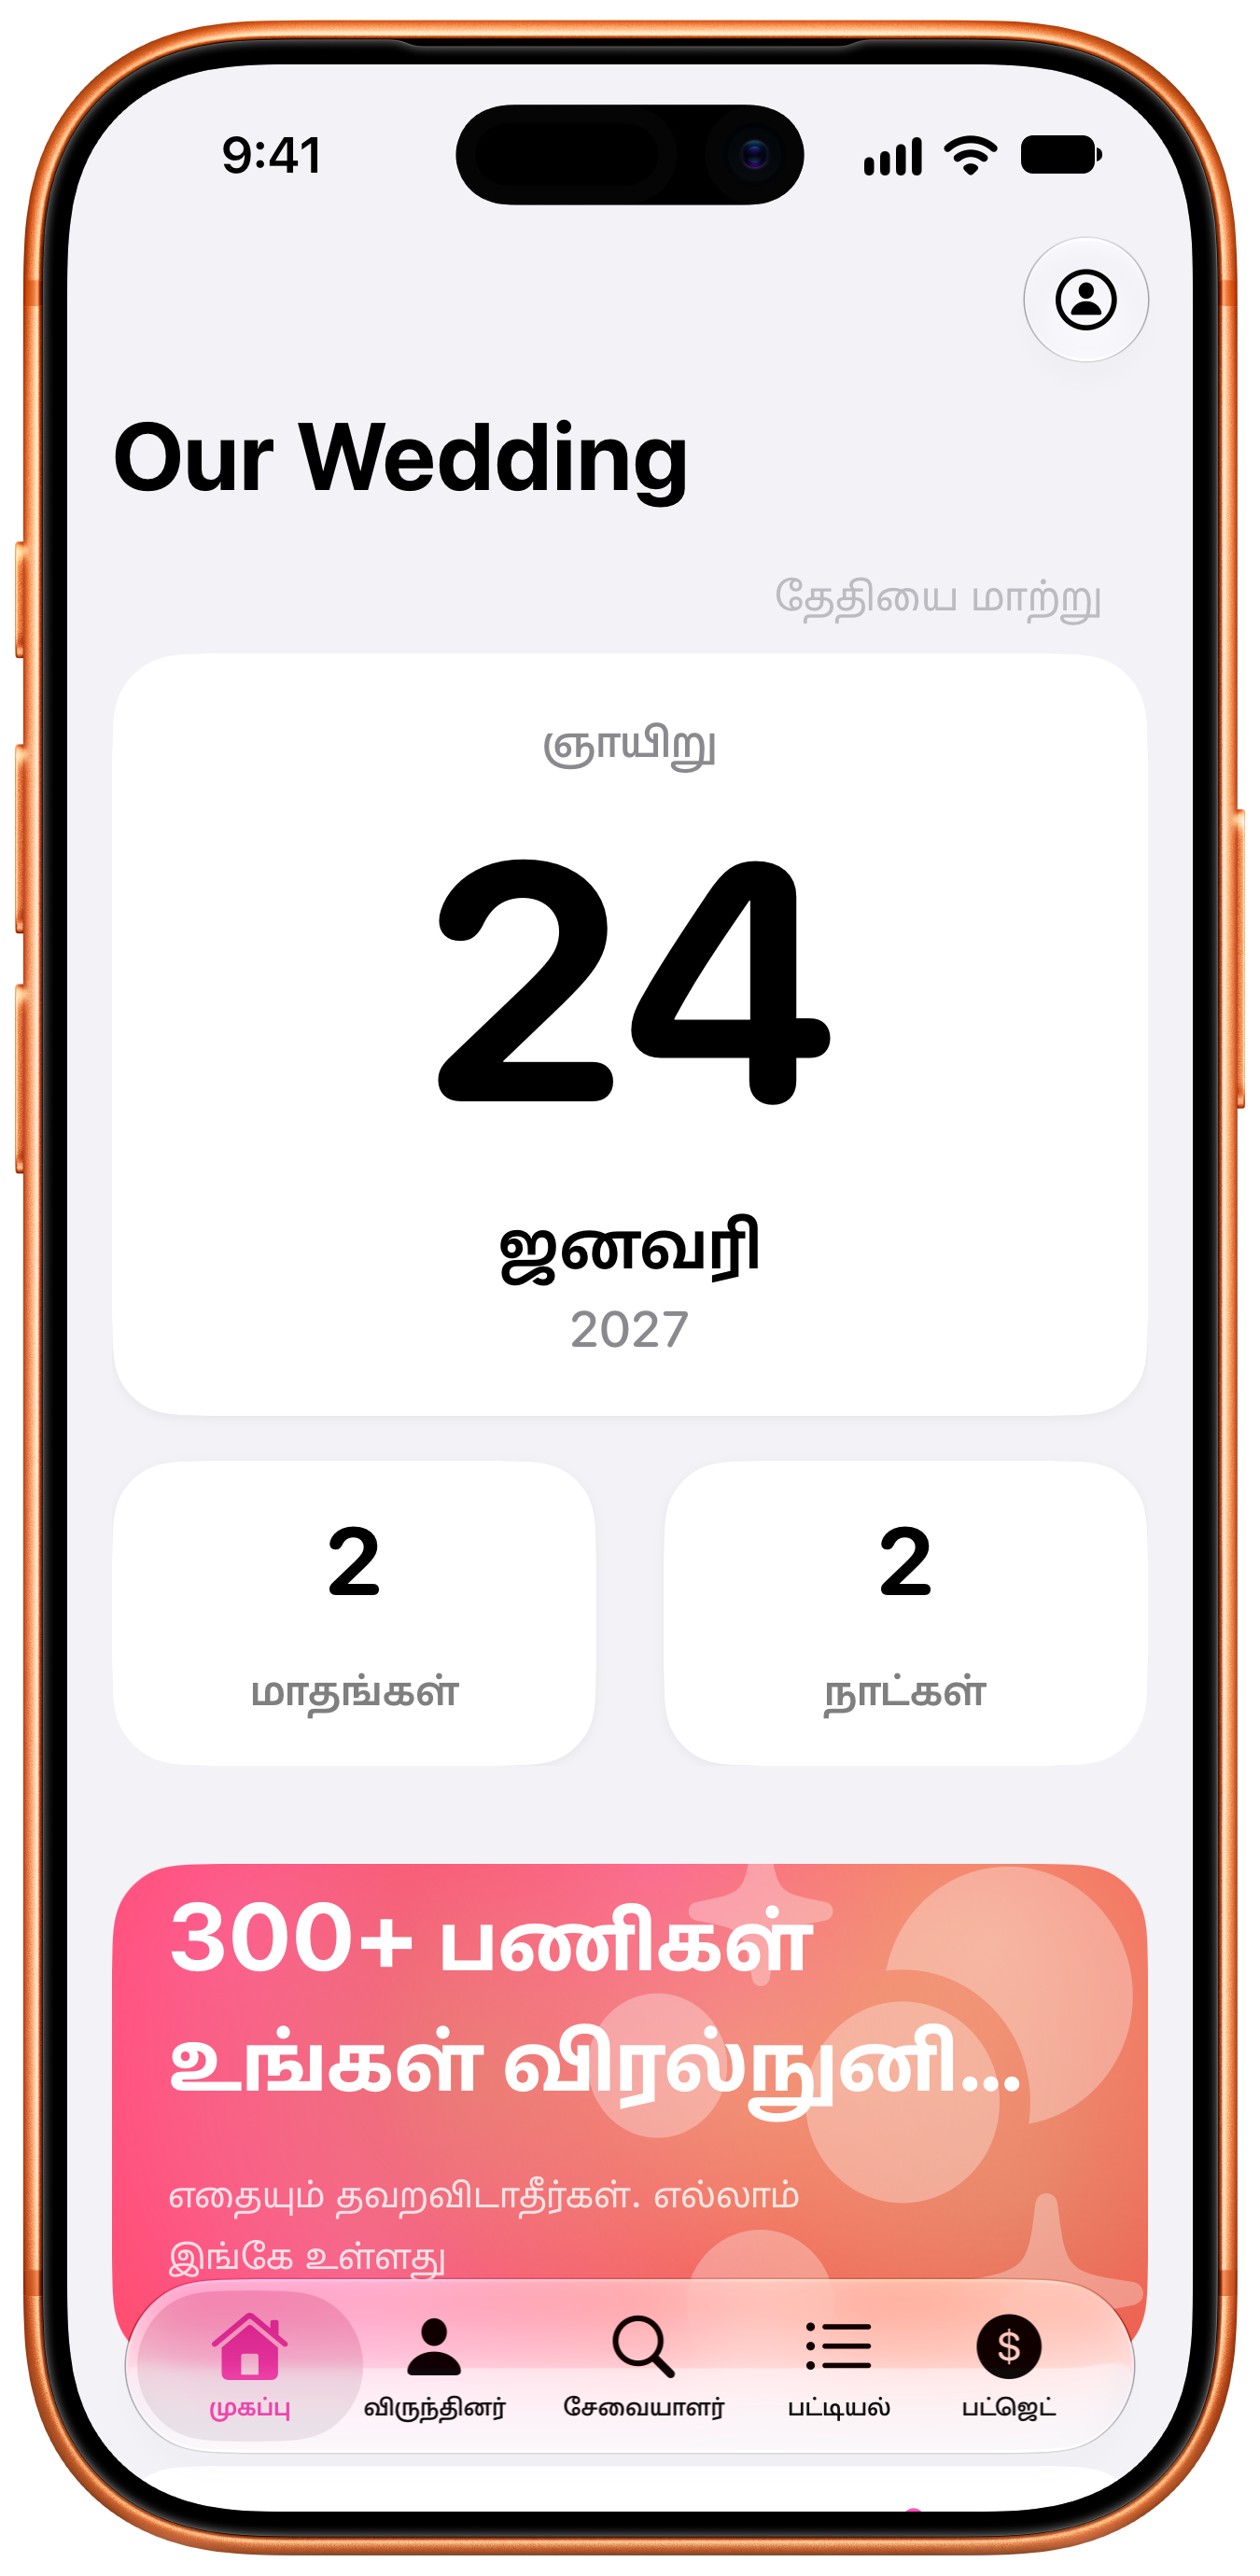 9:41
Our Wedding
தேதியை மாற்று
ஞாயிறு
24
ஜனவரி
2027
2
மாதங்கள்
2
நாட்கள்
300+ பணிகள்
உங்கள் விரல்நுனி...
எதையும் தவறவிடாதீர்கள். எல்லாம்
இங்கே உள்ளது
முகப்பு
விருந்தினர்
சேவையாளர்
பட்டியல்
பட்ஜெட்